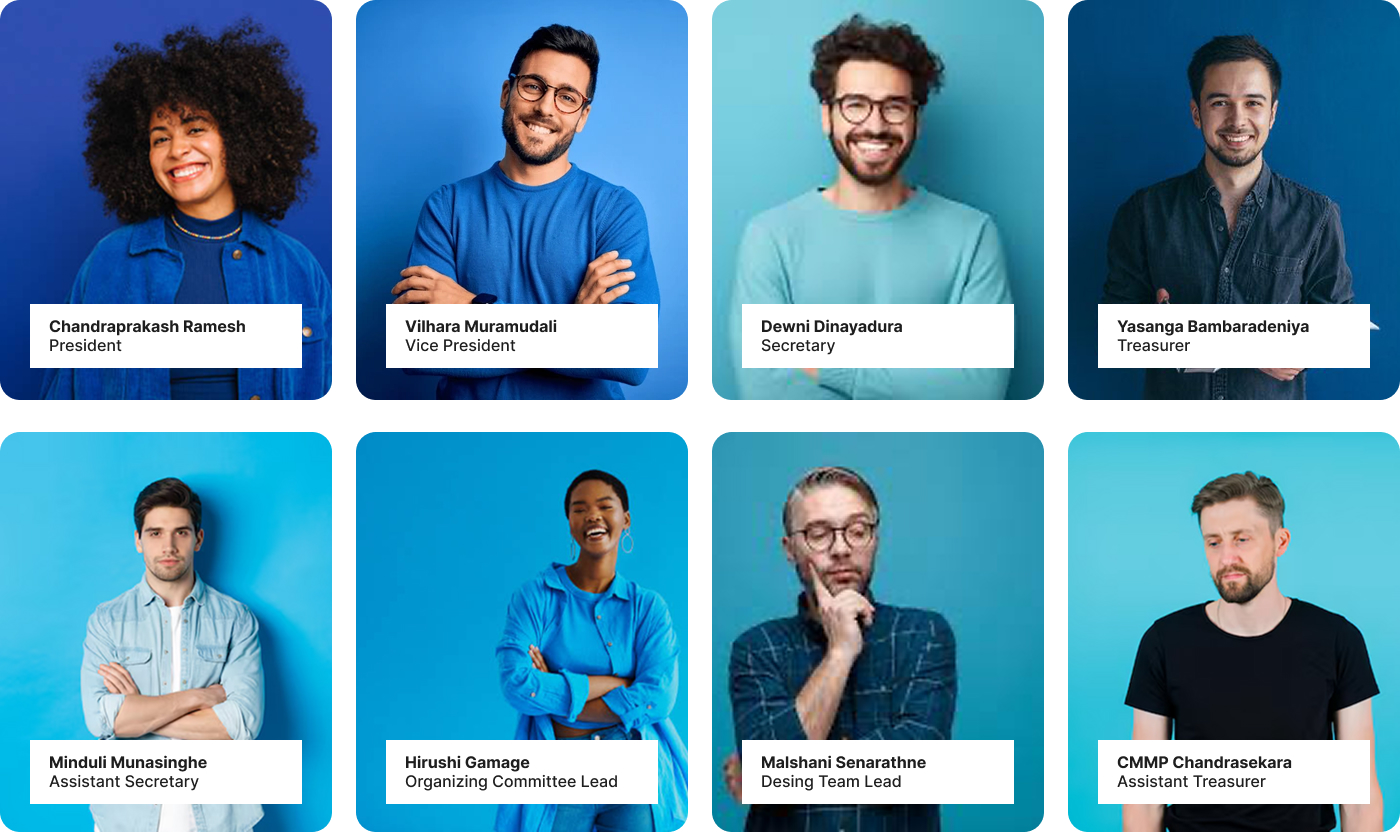 Chandraprakash Ramesh
President
Vilhara Muramudali
Vice President
Dewni Dinayadura
Secretary
Yasanga Bambaradeniya
Treasurer
Minduli Munasinghe
Assistant Secretary
Hirushi Gamage
Organizing Committee Lead
Malshani Senarathne
Desing Team Lead
CMMP Chandrasekara
Assistant Treasurer